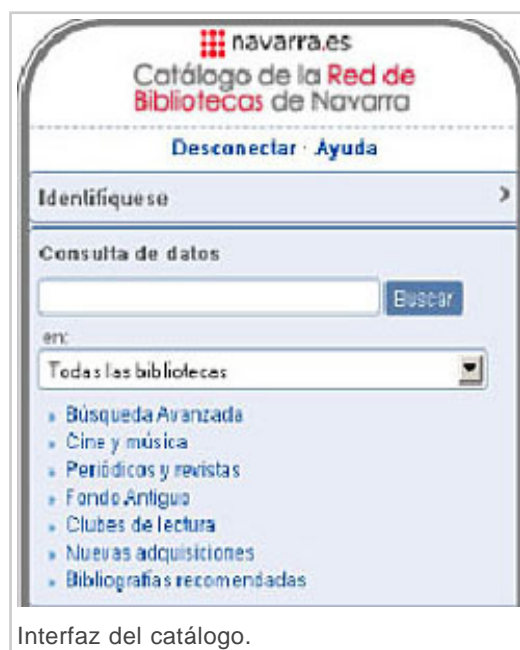 navarra.es
Catálogo de la Red de
Bibliotecas de Navarra
Desconectar · Ayuda
Identifíquese
Consulta de datos
Buscar
en:
Todas las bibliotecas
Búsqueda Avanzada
Cine y música
Periódicos y revistas
Fondo Antiguo
Clubes de lectura
Nuevas adquisiciones
Bibliografías recomendadas
Interfaz del catálogo.